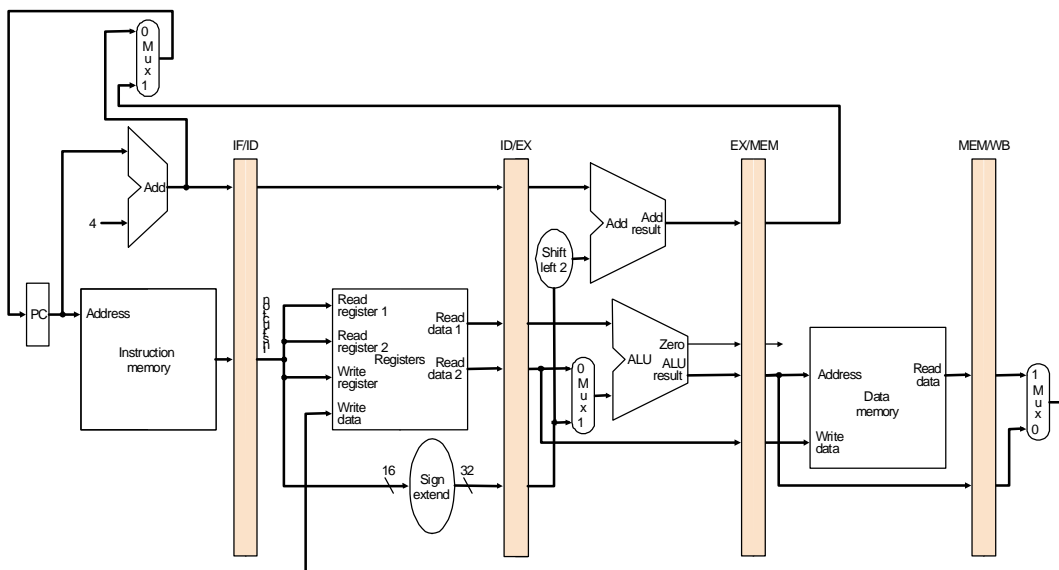 0
M
u
x
1
IF/ID
ID/EX
EX/MEM
MEM/WB
Add
4
Add
Add
result
Shift
left 2
PC
Address
Instruction
memory
Read
register 1
Read
register 2
Write
register
Write
data
Registers
Read
data 1
Read
data 2
0
M
u
x
1
Zero
ALU
ALU
result
Address
Read
data
Data
memory
Write
data
1
M
u
x
0
16
Sign
extend
32